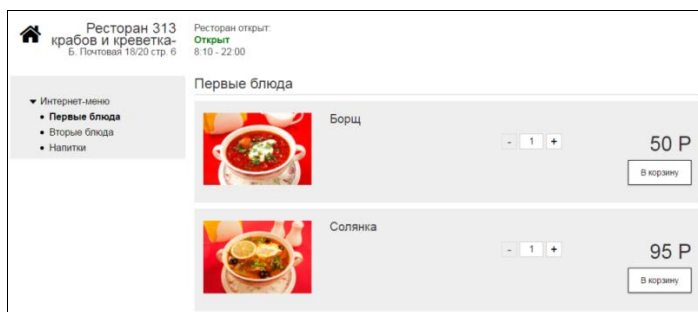 Ресторан 313
крабов и креветка-
Б. Почтовая 18/20 стр. 6
Ресторан открыт:
Открыт
8:10 - 22:00
Интернет-меню
Первые блюда
Вторые блюда
Напитки
Первые блюда
Борщ
- 1 +
50 Р
В корзину
Солянка
- 1 +
95 Р
В корзину